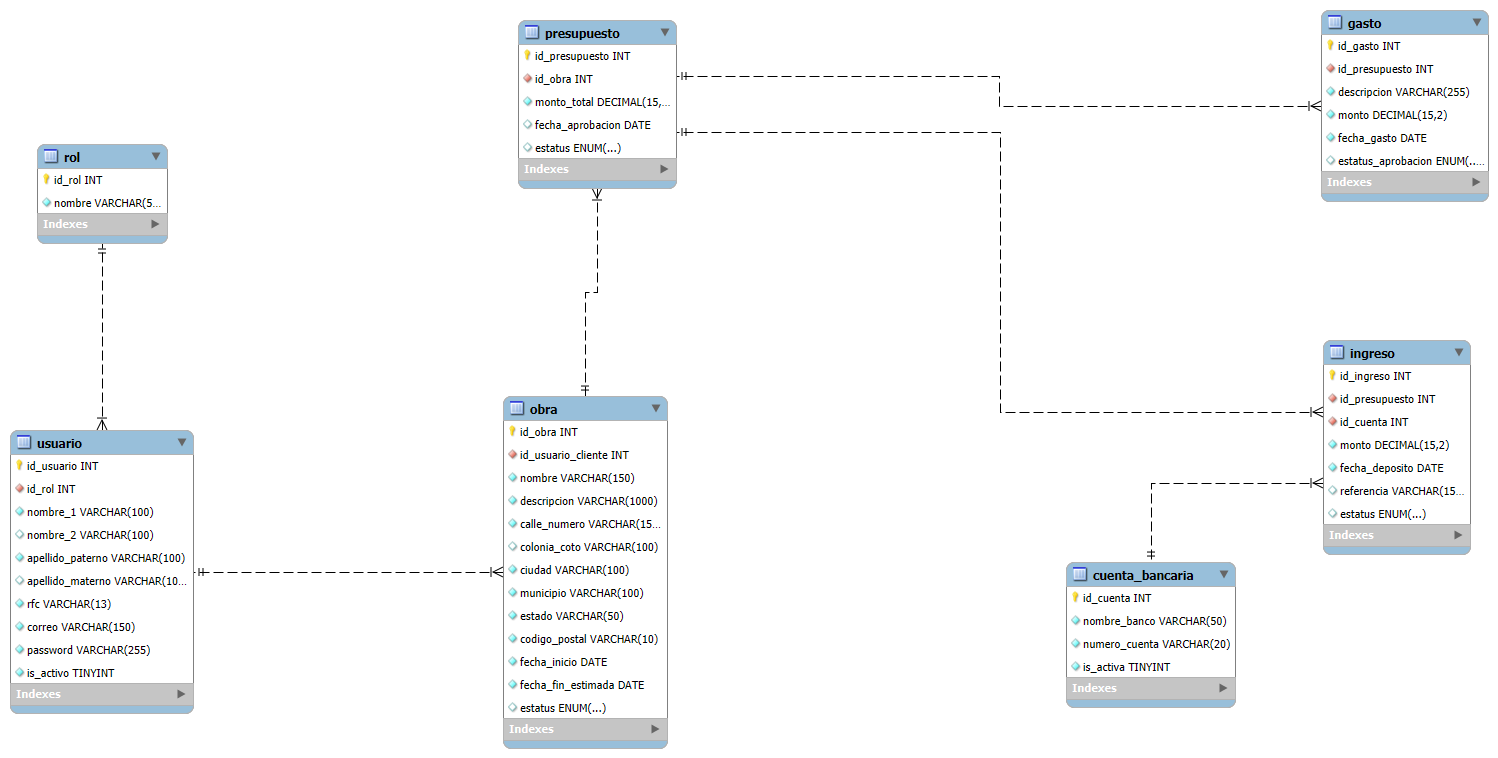 rol
id_rol INT
nombre VARCHAR(5...
Indexes
usuario
id_usuario INT
id_rol INT
nombre_1 VARCHAR(100)
nombre_2 VARCHAR(100)
apellido_paterno VARCHAR(100)
apellido_materno VARCHAR(10...
rfc VARCHAR(13)
correo VARCHAR(150)
password VARCHAR(255)
is_activo TINYINT
Indexes
presupuesto
id_presupuesto INT
id_obra INT
monto_total DECIMAL(15,...
fecha_aprobacion DATE
estatus ENUM(...)
Indexes
obra
id_obra INT
id_usuario_cliente INT
nombre VARCHAR(150)
descripcion VARCHAR(1000)
calle_numero VARCHAR(15...
colonia_coto VARCHAR(100)
ciudad VARCHAR(100)
municipio VARCHAR(100)
estado VARCHAR(50)
codigo_postal VARCHAR(10)
fecha_inicio DATE
fecha_fin_estimada DATE
estatus ENUM(...)
Indexes
gasto
id_gasto INT
id_presupuesto INT
descripcion VARCHAR(255)
monto DECIMAL(15,2)
fecha_gasto DATE
estatus_aprobacion ENUM(...
Indexes
ingreso
id_ingreso INT
id_presupuesto INT
id_cuenta INT
monto DECIMAL(15,2)
fecha_deposito DATE
referencia VARCHAR(15...
estatus ENUM(...)
Indexes
cuenta_bancaria
id_cuenta INT
nombre_banco VARCHAR(50)
numero_cuenta VARCHAR(20)
is_activa TINYINT
Indexes